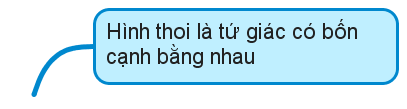 Hình thoi là tứ giác có bốn
cạnh bằng nhau